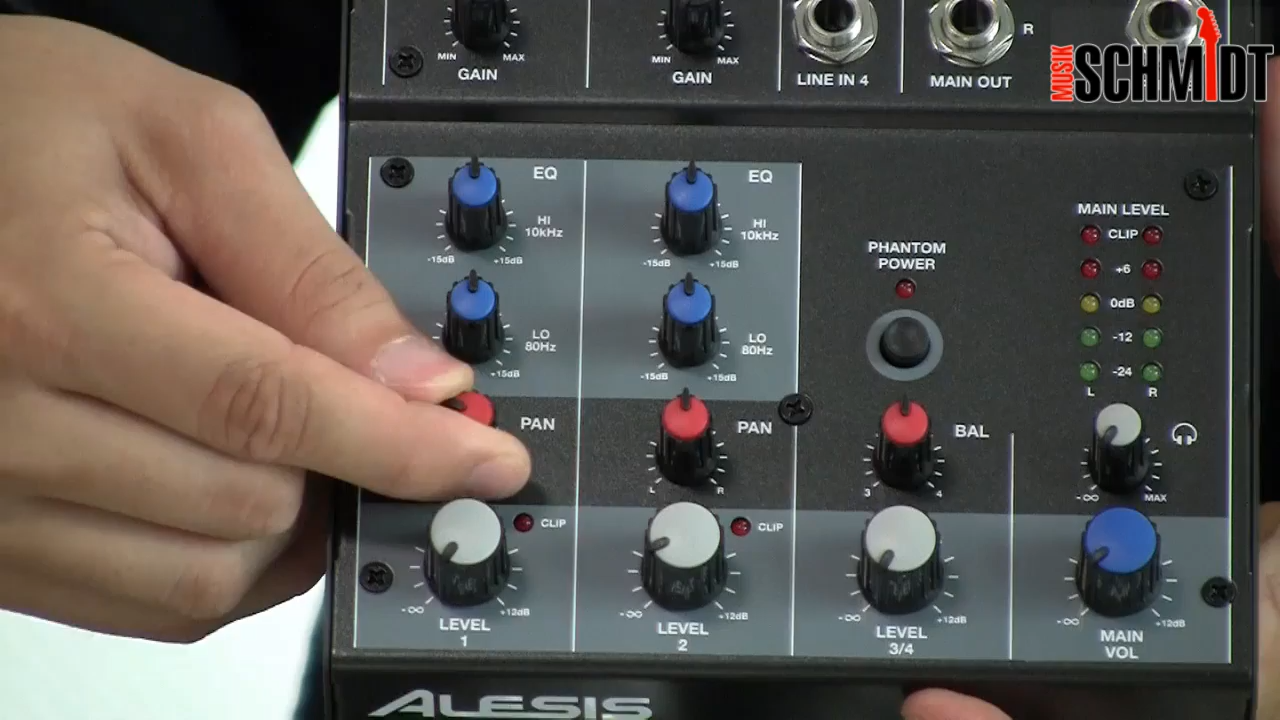 MUSIK
SCHMIDT
MIN MAX
GAIN
MIN MAX
GAIN
LINE IN 4
MAIN OUT
R
EQ
HI
10kHz
-15dB +15dB
LO
80Hz
+15dB
PAN
CLIP
-∞ +12dB
LEVEL
1
EQ
HI
10kHz
-15dB +15dB
LO
80Hz
-15dB +15dB
PAN
L R
CLIP
-∞ +12dB
LEVEL
2
PHANTOM
POWER
BAL
3 4
-∞ +12dB
LEVEL
3/4
MAIN LEVEL
CLIP
+6
0dB
-12
-24
L R
-∞ MAX
-∞ +12dB
MAIN
VOL
ALESIS